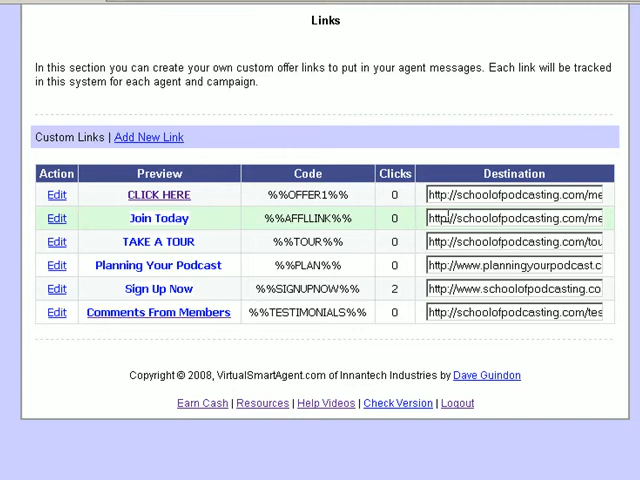 Links
In this section you can create your own custom offer links to put in your agent messages. Each link will be tracked
in this system for each agent and campaign.
Custom Links | Add New Link
Action Preview Code Clicks Destination
Edit CLICK HERE %%OFFER1%% 0 http://schoolofpodcasting.com/me
Edit Join Today %%AFFLLINK%% 0 http://schoolofpodcasting.com/me
Edit TAKE A TOUR %%TOUR%% 0 http://schoolofpodcasting.com/tou
Edit Planning Your Podcast %%PLAN%% 0 http://www.planningyourpodcast.c
Edit Sign Up Now %%SIGNUPNOW%% 2 http://www.schoolofpodcasting.co
Edit Comments From Members %%TESTIMONIALS%% 0 http://schoolofpodcasting.com/tes
Copyright © 2008, VirtualSmartAgent.com of Innantech Industries by Dave Guindon
Earn Cash | Resources | Help Videos | Check Version | Logout